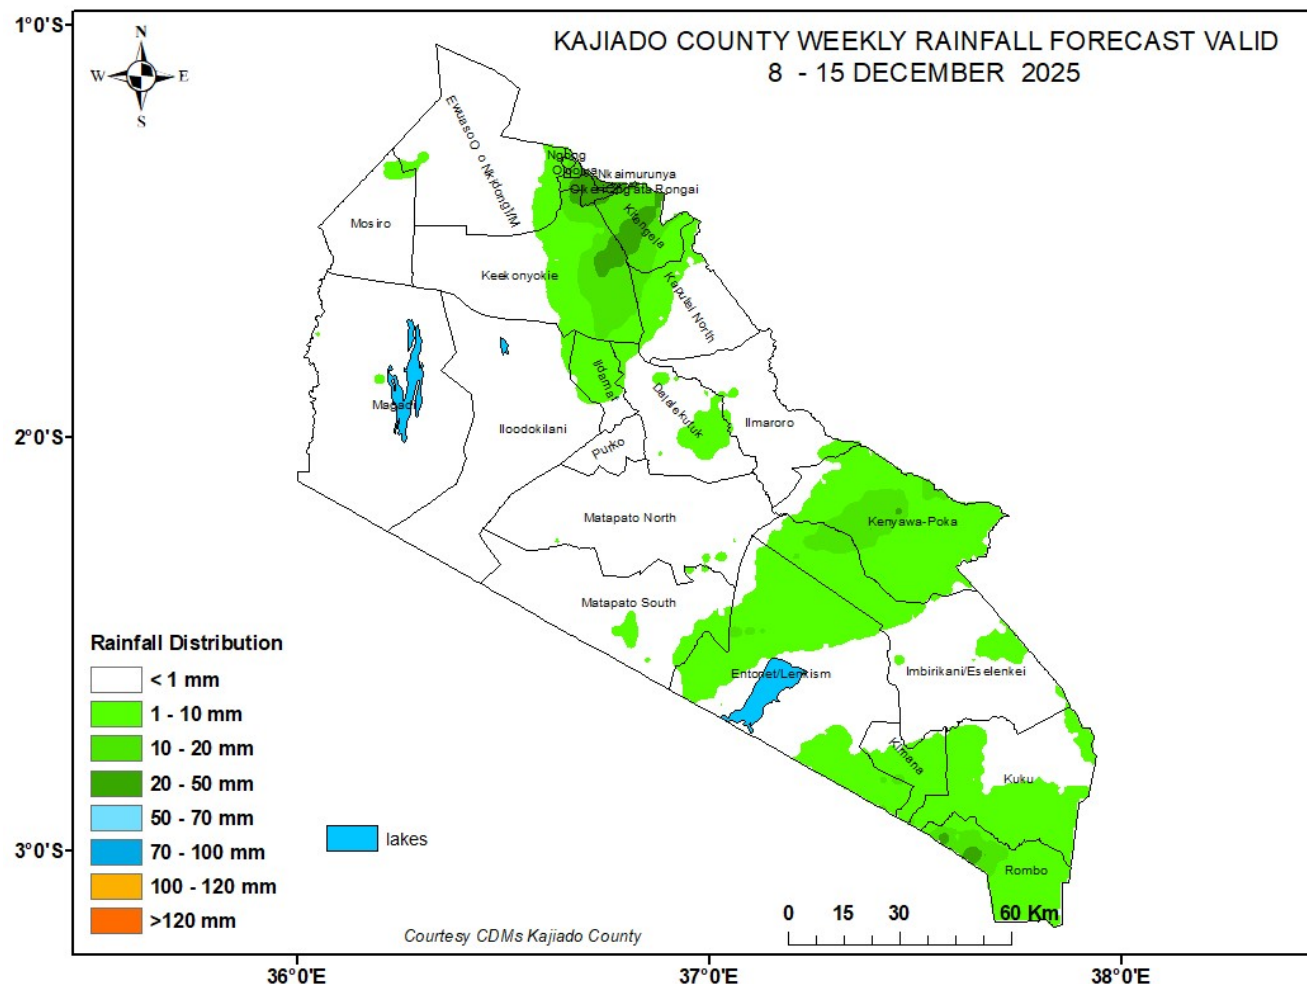 1°0'S
N
W
E
S
KAJIADO COUNTY WEEKLY RAINFALL FORECAST VALID
8 - 15 DECEMBER 2025
Ewuaso O o Nkidongi/M
Ngong
Nkaimurunya
Rongai
Kitengela
Mosiro
Keekonyokie
Kaputei North
Ildamat
Magadi
Dalalekutuk
Ilmaroro
Iloodokilani
2°0'S
Purko
Matapato North
Kenyawa-Poka
Matapato South
Entonet/Lenkism
Imbirikani/Eselenkei
Kimana
Kuku
Rombo
Rainfall Distribution
< 1 mm
1 - 10 mm
10 - 20 mm
20 - 50 mm
50 - 70 mm
70 - 100 mm
100 - 120 mm
>120 mm
lakes
3°0'S
0 15 30 60 Km
Courtesy CDMs Kajiado County
36°0'E
37°0'E
38°0'E